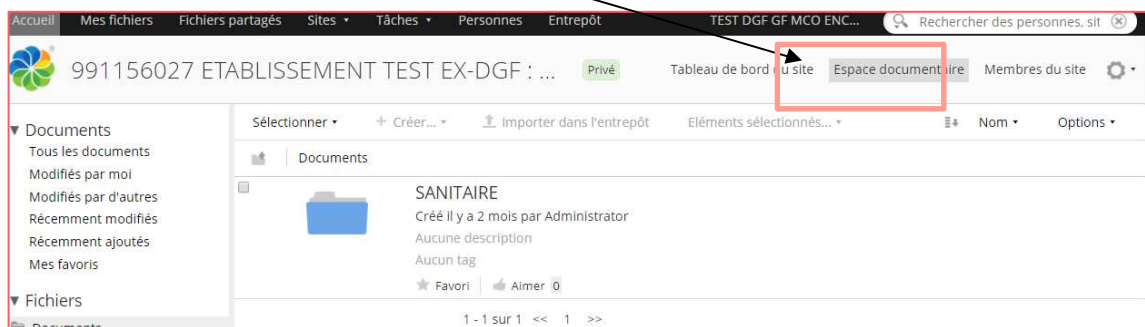 Accueil Mes fichiers Fichiers partagés Sites Tâches Personnes Entrepôt TEST DGF GF MCO ENC... Rechercher des personnes, sit
991156027 ETABLISSEMENT TEST EX-DGF : ... Privé Tableau de bord du site Espace documentaire Membres du site
Documents Sélectionner + Créer... Importer dans l'entrepôt Eléments sélectionnés... Nom Options
Tous les documents
Modifiés par moi
Modifiés par d'autres
Récemment modifiés
Récemment ajoutés
Mes favoris
Fichiers
Documents
Documents
SANITAIRE
Créé il y a 2 mois par Administrator
Aucune description
Aucun tag
Favori Aimer 0
1 - 1 sur 1 << 1 >>